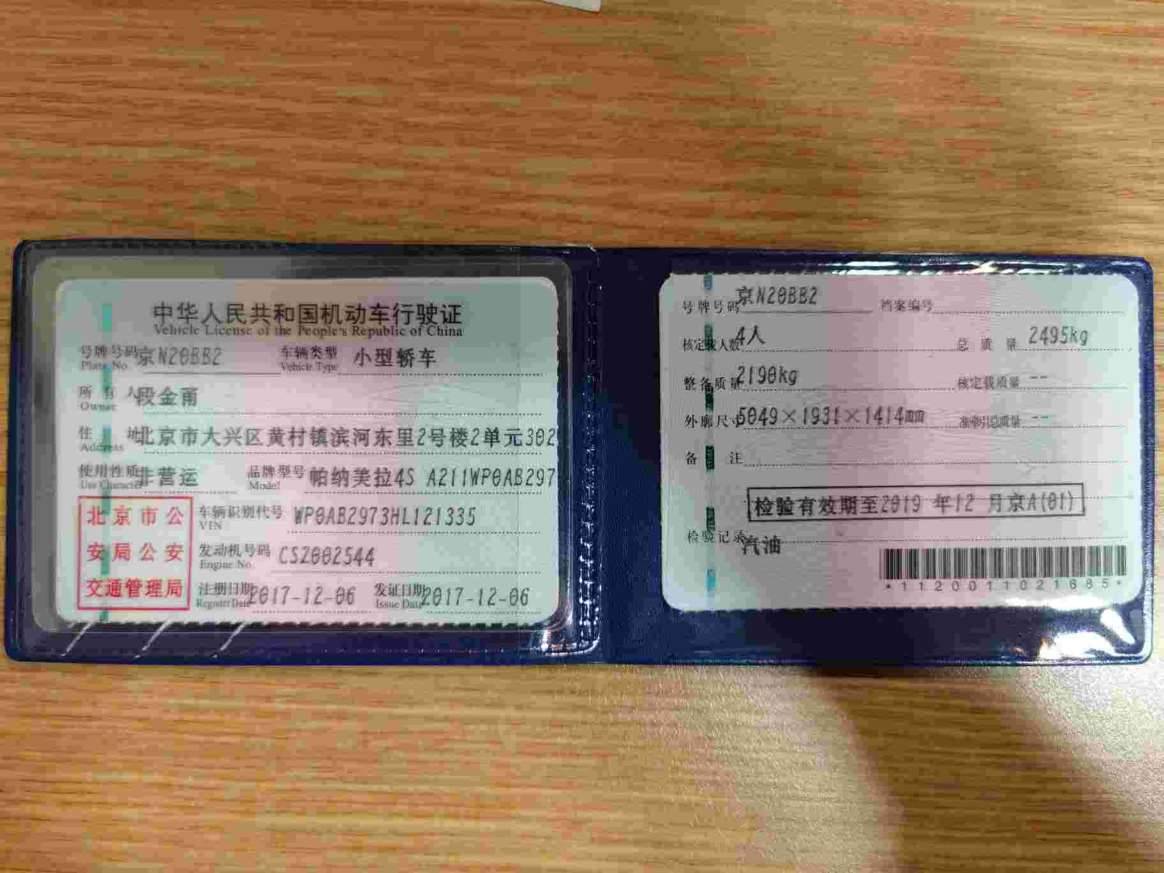 中华人民共和国机动车行驶证
Vehicle License of the People's Republic of China
号牌号码 京N20BB2 车辆类型 小型轿车
Plate No. Vehicle Type
所有人 段金甫
Owner
住址 北京市大兴区黄村镇滨河东里2号楼2单元302
Address
使用性质 非营运 品牌型号 帕纳美拉4S A211WP0AB297
Use Character Model
北京市公
安局公安
交通管理局
车辆识别代号 WP0AB2973HL121335
VIN
发动机号码 CS2002544
Engine No.
注册日期 2017-12-06 发证日期 2017-12-06
Register Date Issue Date
号牌号码 京N20BB2 档案编号
核定载人数 4人 总质量 2495kg
整备质量 2190kg 核定载质量 --
外廓尺寸 5049×1931×1414mm 准牵引总质量 --
备注
检验有效期至2019 年12 月京A(01)
检验记录 汽油
*1120011021685*